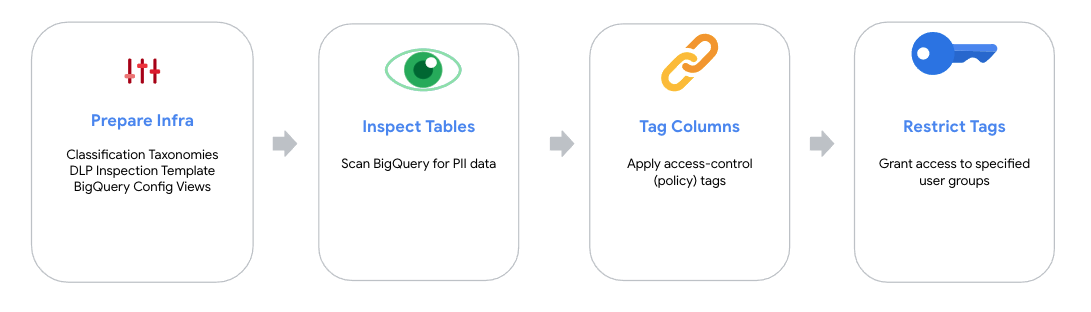 Prepare Infra
Classification Taxonomies
DLP Inspection Template
BigQuery Config Views
Inspect Tables
Scan BigQuery for PII data
Tag Columns
Apply access-control
(policy) tags
Restrict Tags
Grant access to specified
user groups